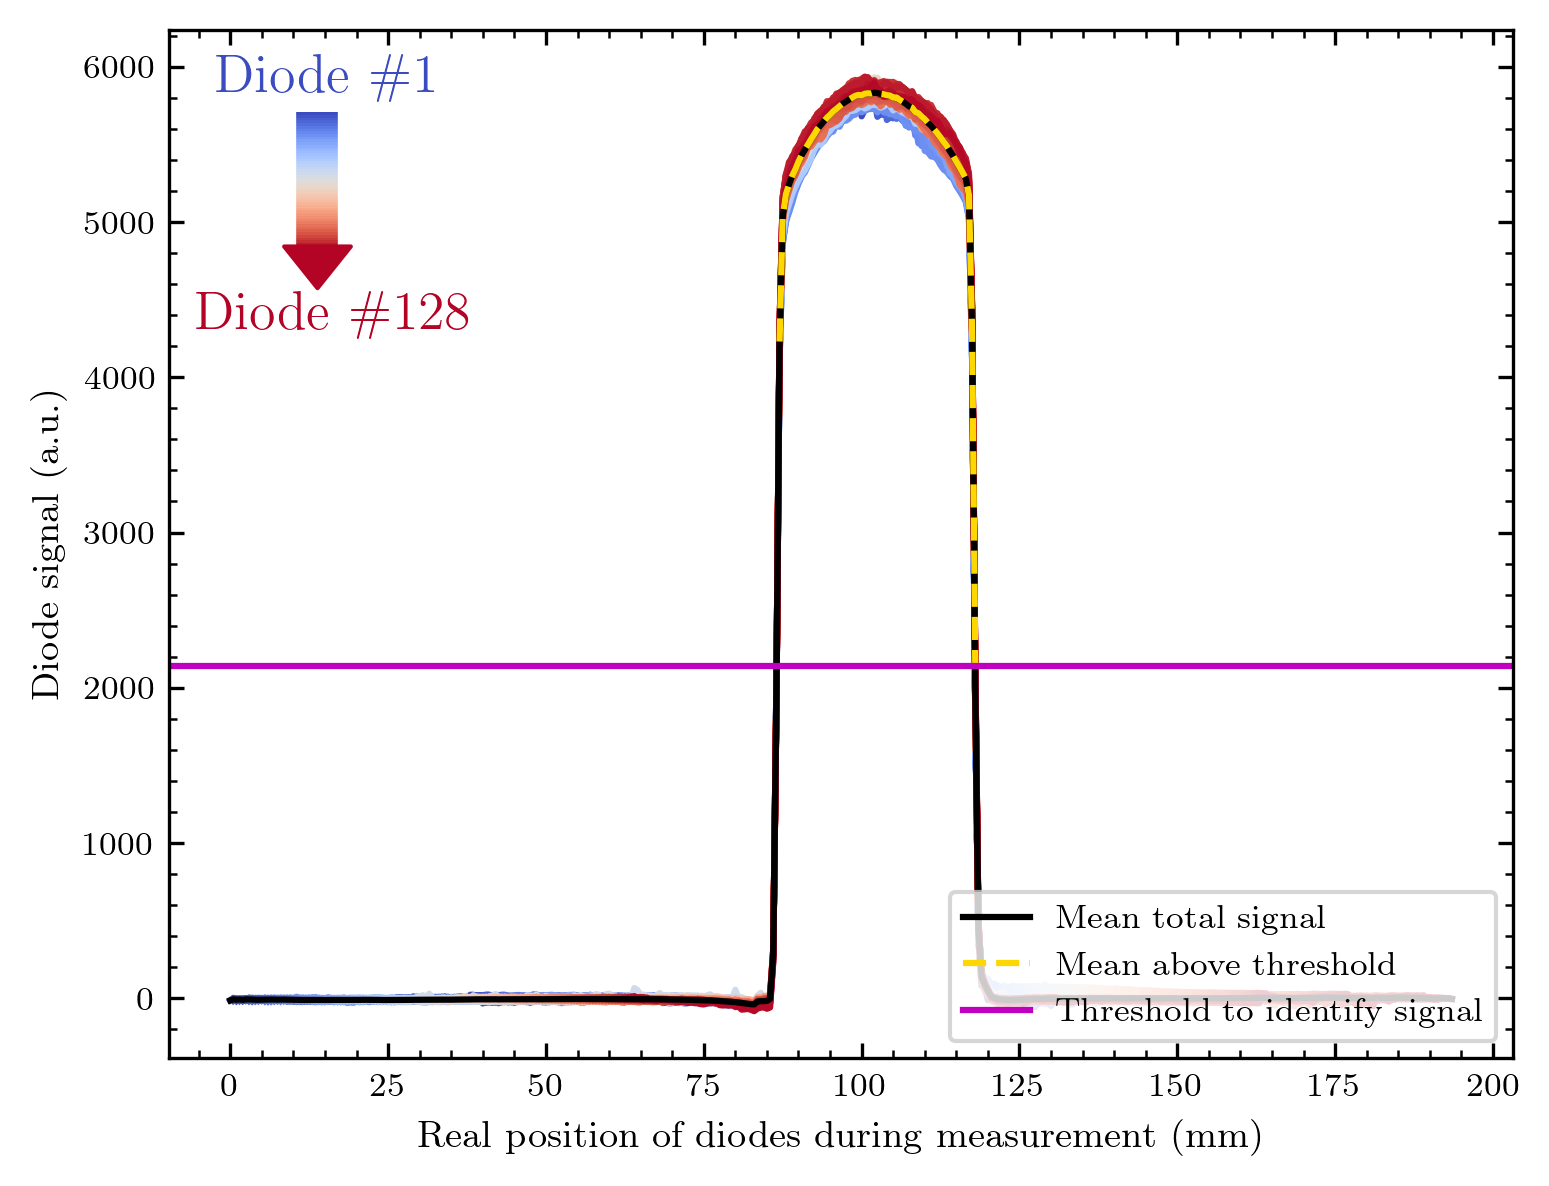 Diode #1
Diode #128
6000
5000
4000
3000
2000
1000
0
Diode signal (a.u.)
Mean total signal
Mean above threshold
Threshold to identify signal
0 25 50 75 100 125 150 175 200
Real position of diodes during measurement (mm)